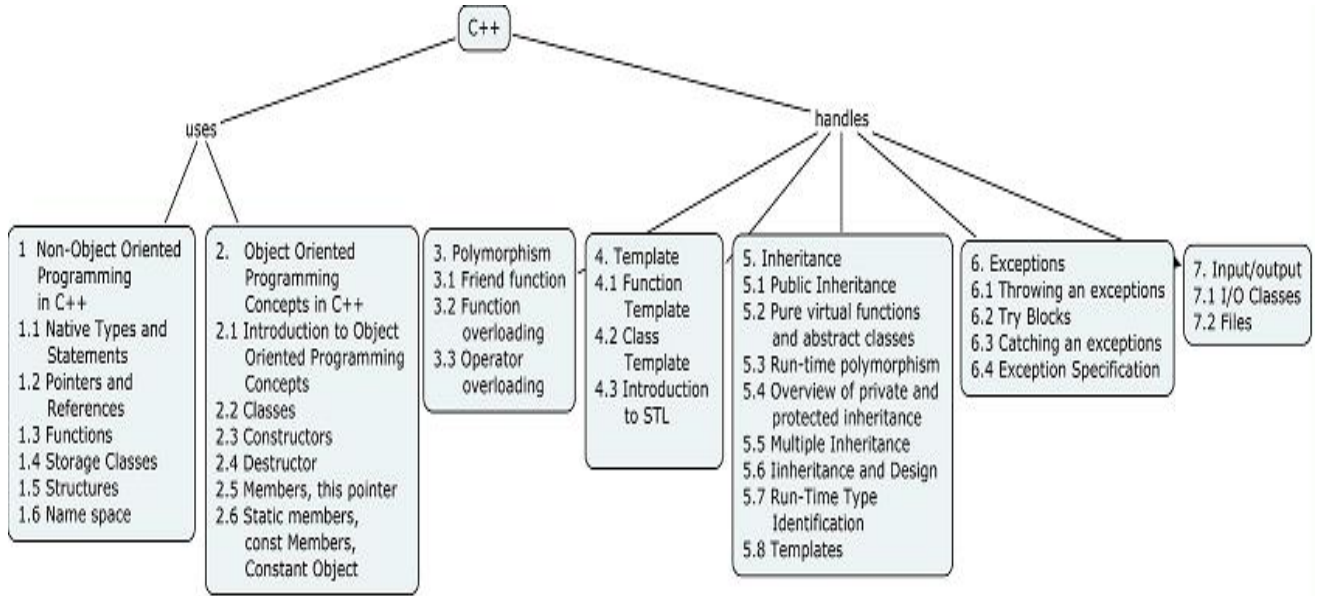 C++
uses
handles
1 Non-Object Oriented
Programming
in C++
1.1 Native Types and
Statements
1.2 Pointers and
References
1.3 Functions
1.4 Storage Classes
1.5 Structures
1.6 Name space
2. Object Oriented
Programming
Concepts in C++
2.1 Introduction to Object
Oriented Programming
Concepts
2.2 Classes
2.3 Constructors
2.4 Destructor
2.5 Members, this pointer
2.6 Static members,
const Members,
Constant Object
3. Polymorphism
3.1 Friend function
3.2 Function
overloading
3.3 Operator
overloading
4. Template
4.1 Function
Template
4.2 Class
Template
4.3 Introduction
to STL
5. Inheritance
5.1 Public Inheritance
5.2 Pure virtual functions
and abstract classes
5.3 Run-time polymorphism
5.4 Overview of private and
protected inheritance
5.5 Multiple Inheritance
5.6 Iinheritance and Design
5.7 Run-Time Type
Identification
5.8 Templates
6. Exceptions
6.1 Throwing an exceptions
6.2 Try Blocks
6.3 Catching an exceptions
6.4 Exception Specification
7. Input/output
7.1 I/O Classes
7.2 Files